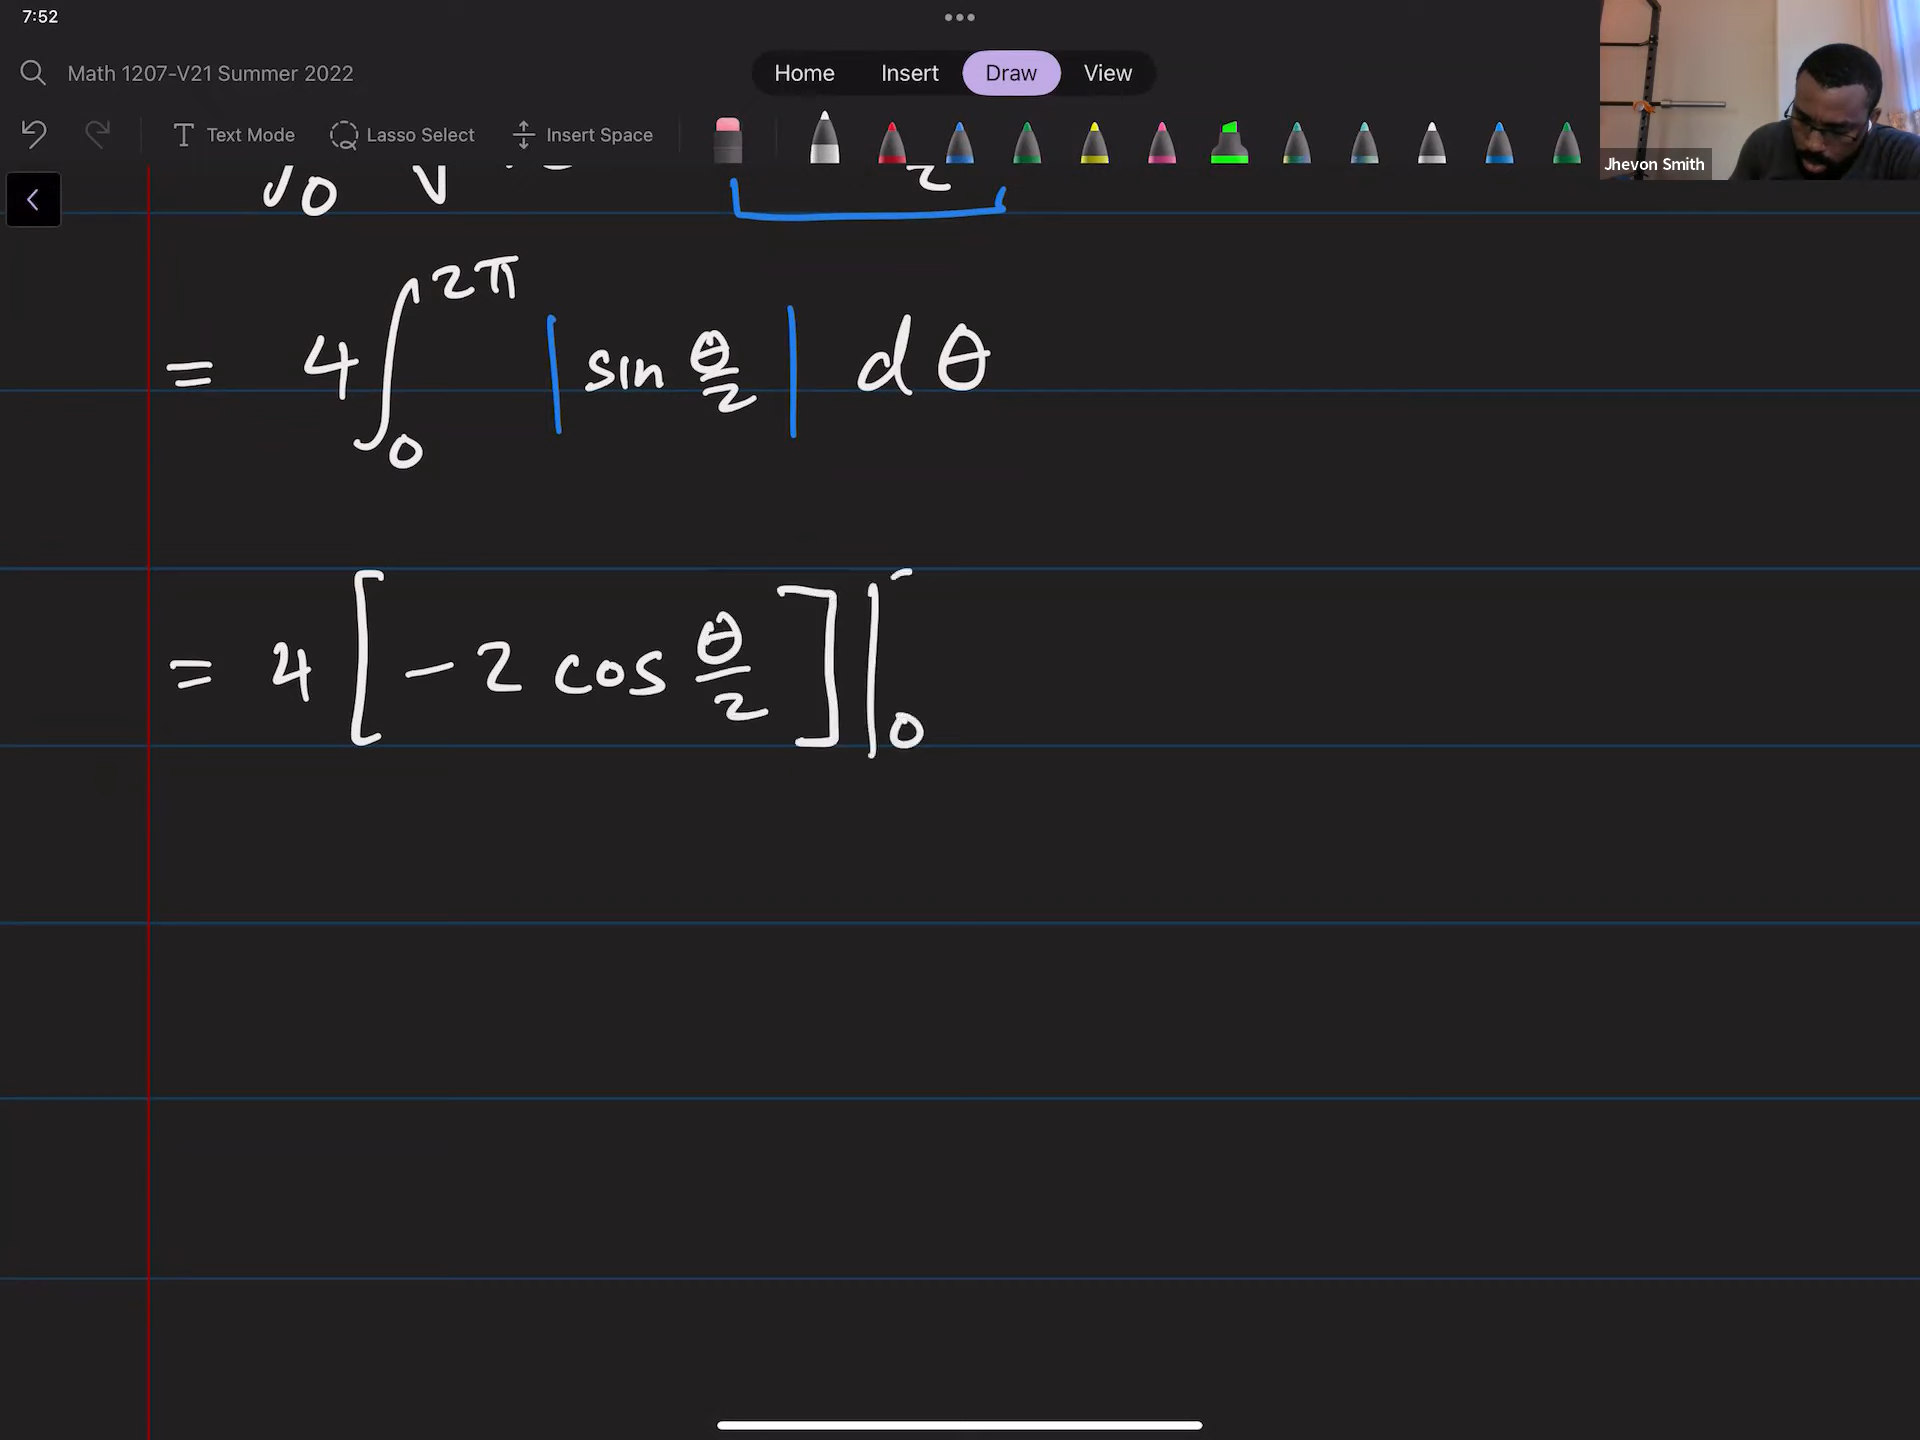 7:52
Math 1207-V21 Summer 2022
Home Insert Draw View
Text Mode Lasso Select Insert Space
Jhevon Smith
= 4 ∫₀^2π | sin θ/2 | dθ
= 4 [ -2 cos θ/2 ] |₀